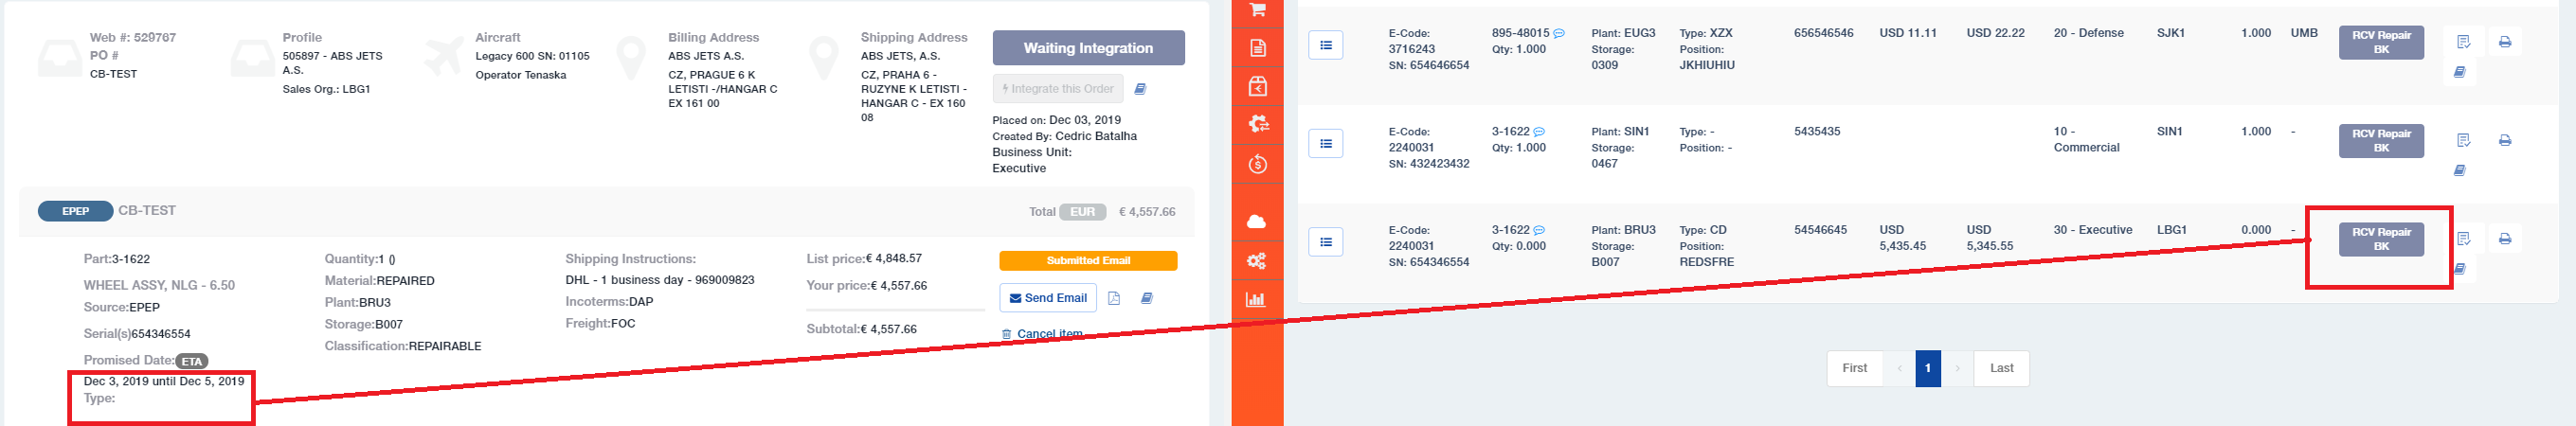 Web #: 529767
PO #
CB-TEST
Profile
505897 - ABS JETS
A.S.
Sales Org.: LBG1
Aircraft
Legacy 600 SN: 01105
Operator Tenaska
Billing Address
ABS JETS A.S.
CZ, PRAGUE 6 K
LETISTI -/HANGAR C
EX 161 00
Shipping Address
ABS JETS, A.S.
CZ, PRAHA 6 -
RUZYNE K LETISTI -
HANGAR C - EX 160
08
Waiting Integration
Integrate this Order
Placed on: Dec 03, 2019
Created By: Cedric Batalha
Business Unit:
Executive
EPEP CB-TEST
Total EUR € 4,557.66
Part:3-1622
WHEEL ASSY, NLG - 6.50
Source:EPEP
Serial(s)654346554
Promised Date: ETA
Dec 3, 2019 until Dec 5, 2019
Type:
Quantity:1 ()
Material:REPAIRED
Plant:BRU3
Storage:B007
Classification:REPAIRABLE
Shipping Instructions:
DHL - 1 business day - 969009823
Incoterms:DAP
Freight:FOC
List price:€ 4,848.57
Your price:€ 4,557.66
Subtotal:€ 4,557.66
Submitted Email
Send Email
Cancel item
E-Code:
3716243
SN: 654646654
895-48015
Qty: 1.000
Plant: EUG3
Storage:
0309
Type: XZX
Position:
JKHIUHIU
656546546
USD 11.11
USD 22.22
20 - Defense
SJK1
1.000
UMB
RCV Repair
BK
E-Code:
2240031
SN: 432423432
3-1622
Qty: 1.000
Plant: SIN1
Storage:
0467
Type: -
Position: -
5435435
10 -
Commercial
SIN1
1.000
-
RCV Repair
BK
E-Code:
2240031
SN: 654346554
3-1622
Qty: 0.000
Plant: BRU3
Storage:
B007
Type: CD
Position:
REDSFRE
54546645
USD
5,435.45
USD
5,345.55
30 - Executive
LBG1
0.000
-
RCV Repair
BK
First ‹ 1 › Last